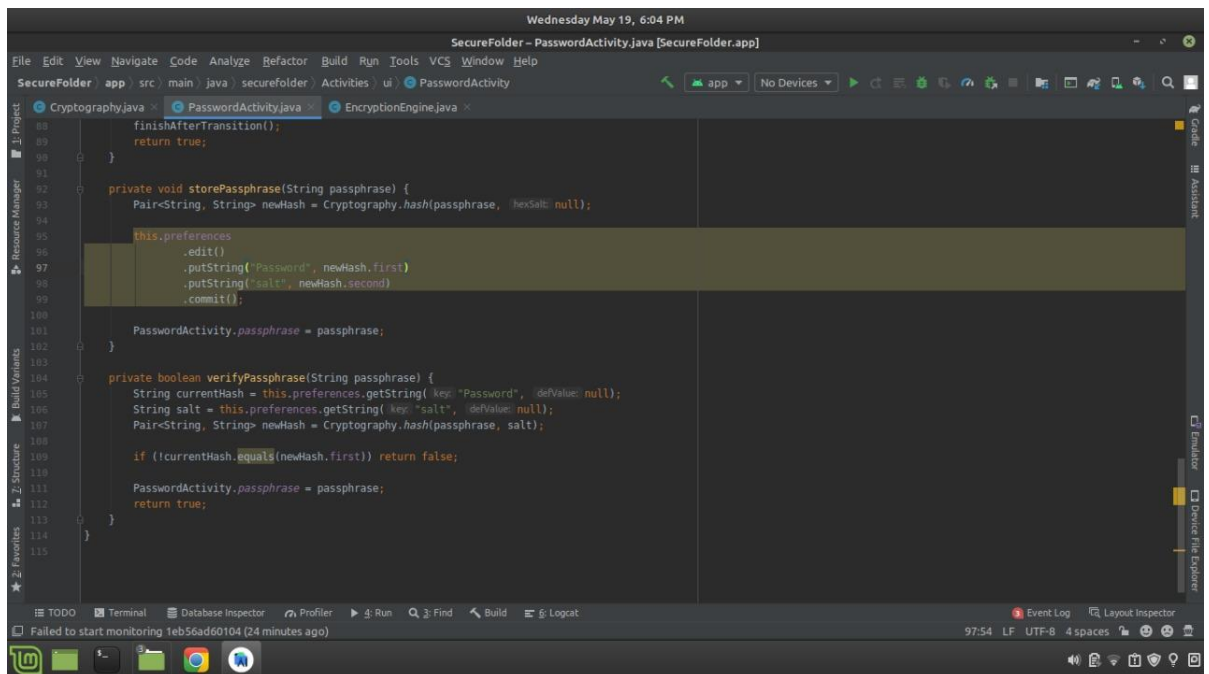 Wednesday May 19, 6:04 PM
SecureFolder – PasswordActivity.java [SecureFolder.app]
File Edit View Navigate Code Analyze Refactor Build Run Tools VCS Window Help
SecureFolder app src main java securefolder Activities ui PasswordActivity
app No Devices
Cryptography.java PasswordActivity.java EncryptionEngine.java
88 finishAfterTransition();
89 return true;
90 }
91
92 private void storePassphrase(String passphrase) {
93 Pair<String, String> newHash = Cryptography.hash(passphrase, hexSalt: null);
94
95 this.preferences
96 .edit()
97 .putString("Password", newHash.first)
98 .putString("salt", newHash.second)
99 .commit();
100
101 PasswordActivity.passphrase = passphrase;
102 }
103
104 private boolean verifyPassphrase(String passphrase) {
105 String currentHash = this.preferences.getString( key: "Password", defValue: null);
106 String salt = this.preferences.getString( key: "salt", defValue: null);
107 Pair<String, String> newHash = Cryptography.hash(passphrase, salt);
108
109 if (!currentHash.equals(newHash.first)) return false;
110
111 PasswordActivity.passphrase = passphrase;
112 return true;
113 }
114 }
115
1: Project
Resource Manager
Build Variants
7: Structure
2: Favorites
Gradle
Assistant
Emulator
Device File Explorer
TODO Terminal Database Inspector Profiler 4: Run 3: Find Build 6: Logcat 3 Event Log Layout Inspector
Failed to start monitoring 1eb56ad60104 (24 minutes ago) 97:54 LF UTF-8 4 spaces